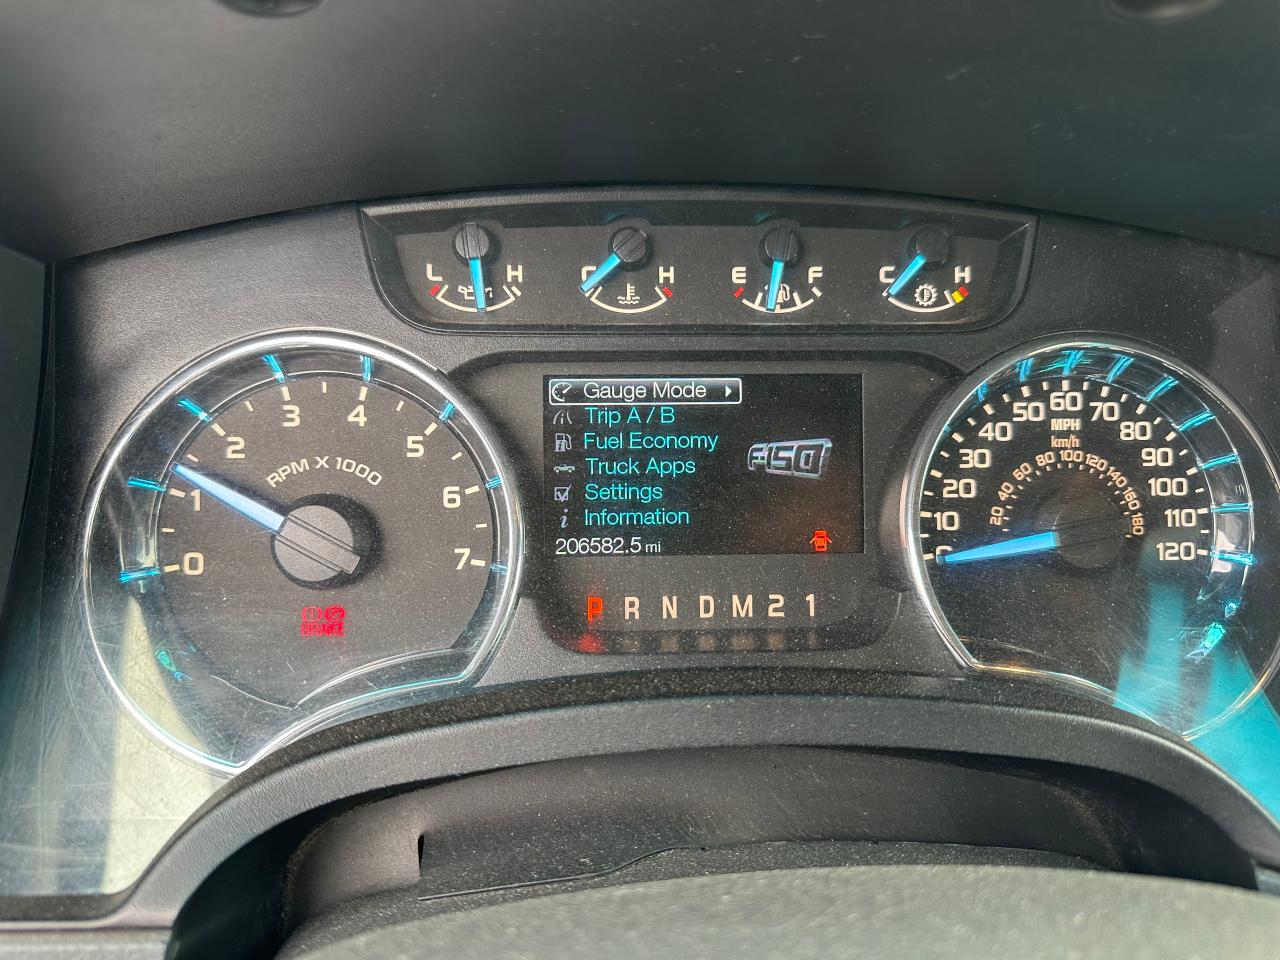 L H
C H
E F
C H
0 1 2 3 4 5 6 7
RPM X 1000
BRAKE
Gauge Mode
Trip A / B
Fuel Economy
Truck Apps
Settings
i Information
206582.5 mi
F-150
P R N D M 2 1
0 10 20 30 40 50 60 70 80 90 100 110 120
MPH
km/h
20 40 60 80 100 120 140 160 180